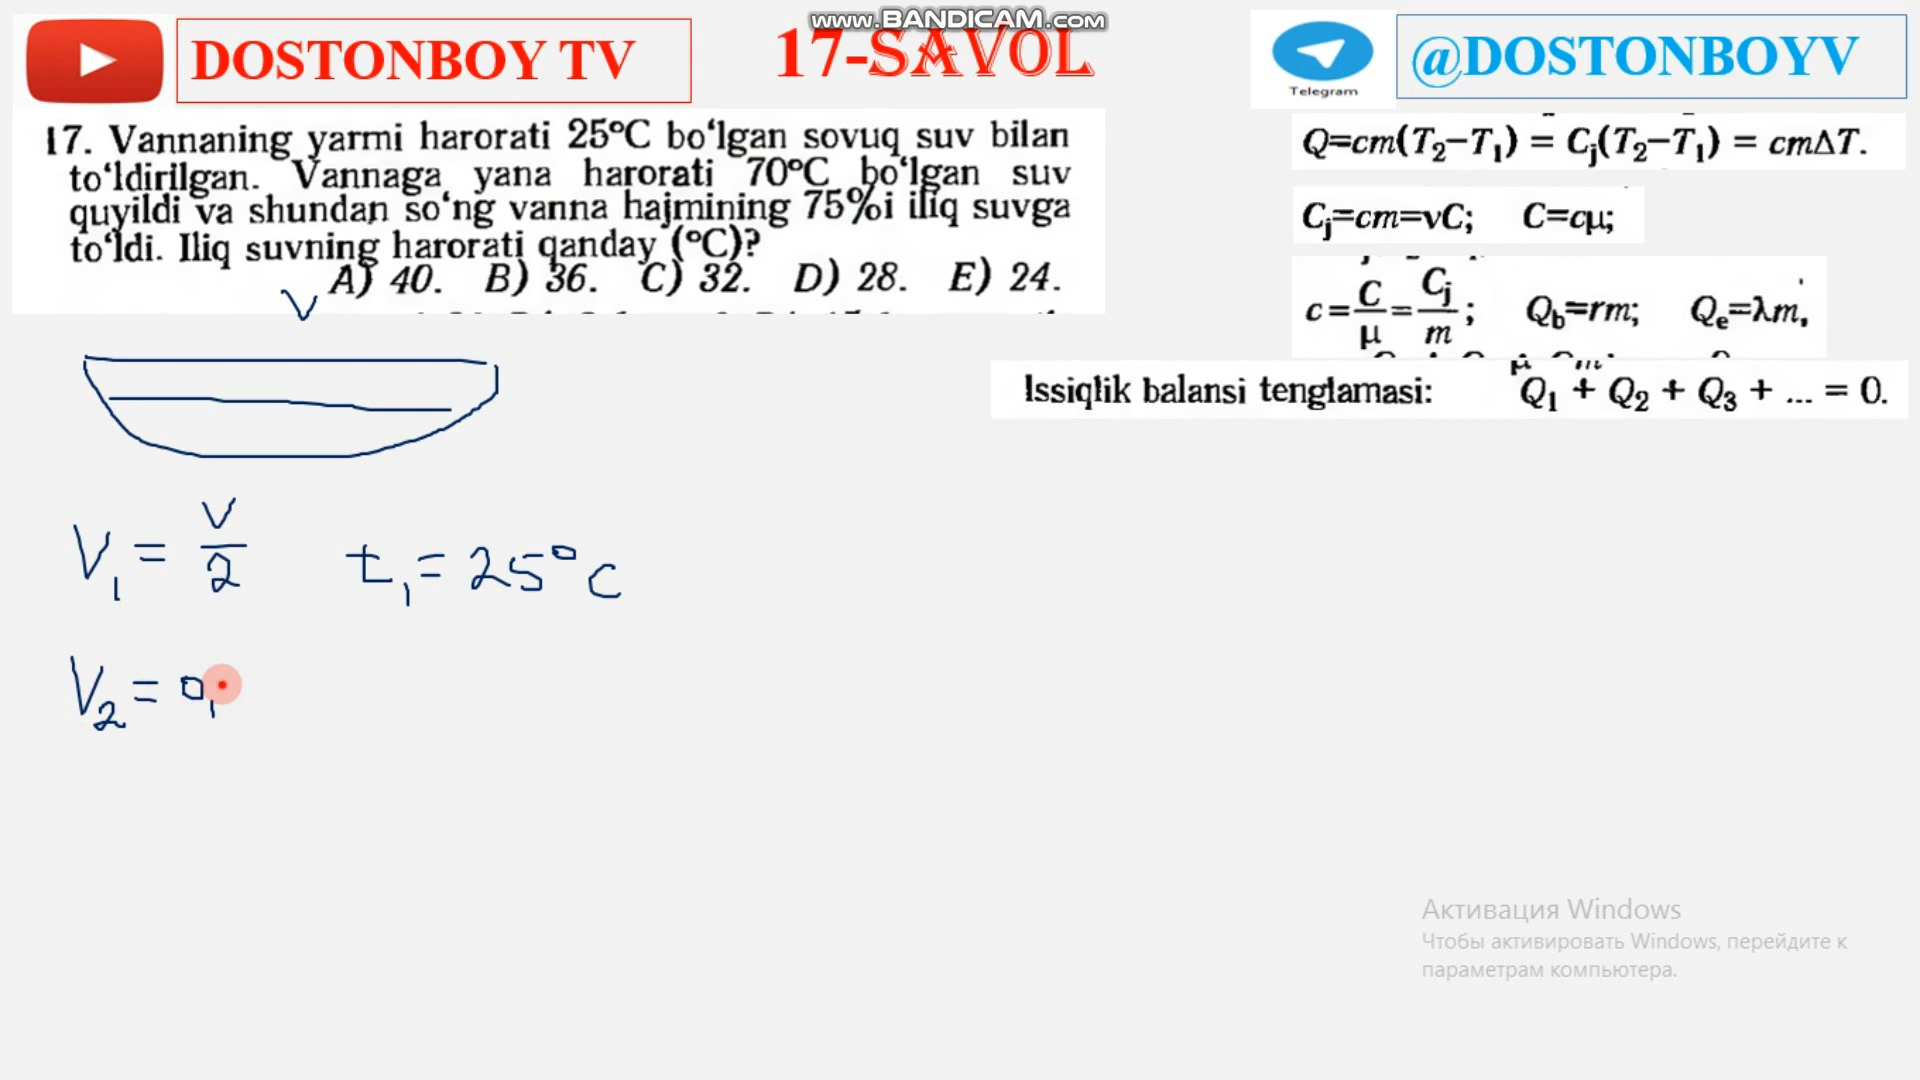 www.BANDICAM.com
DOSTONBOY TV
17-SAVOL
Telegram
@DOSTONBOYV
17. Vannaning yarmi harorati 25°C bo‘lgan sovuq suv bilan
to‘ldirilgan. Vannaga yana harorati 70°C bo‘lgan suv
quyildi va shundan so‘ng vanna hajmining 75%i iliq suvga
to‘ldi. Iliq suvning harorati qanday (°C)?
A) 40. B) 36. C) 32. D) 28. E) 24.
Q=cm(T₂−T₁) = Cⱼ(T₂−T₁) = cmΔT.
Cⱼ=cm=νC; C=cμ;
c=C/μ=Cⱼ/m; Q_b=rm; Qₑ=λm,
Issiqlik balansi tenglamasi: Q₁ + Q₂ + Q₃ + ... = 0.
V
V₁ = V/2 t₁ = 25°C
V₂ = 0,
Активация Windows
Чтобы активировать Windows, перейдите к
параметрам компьютера.